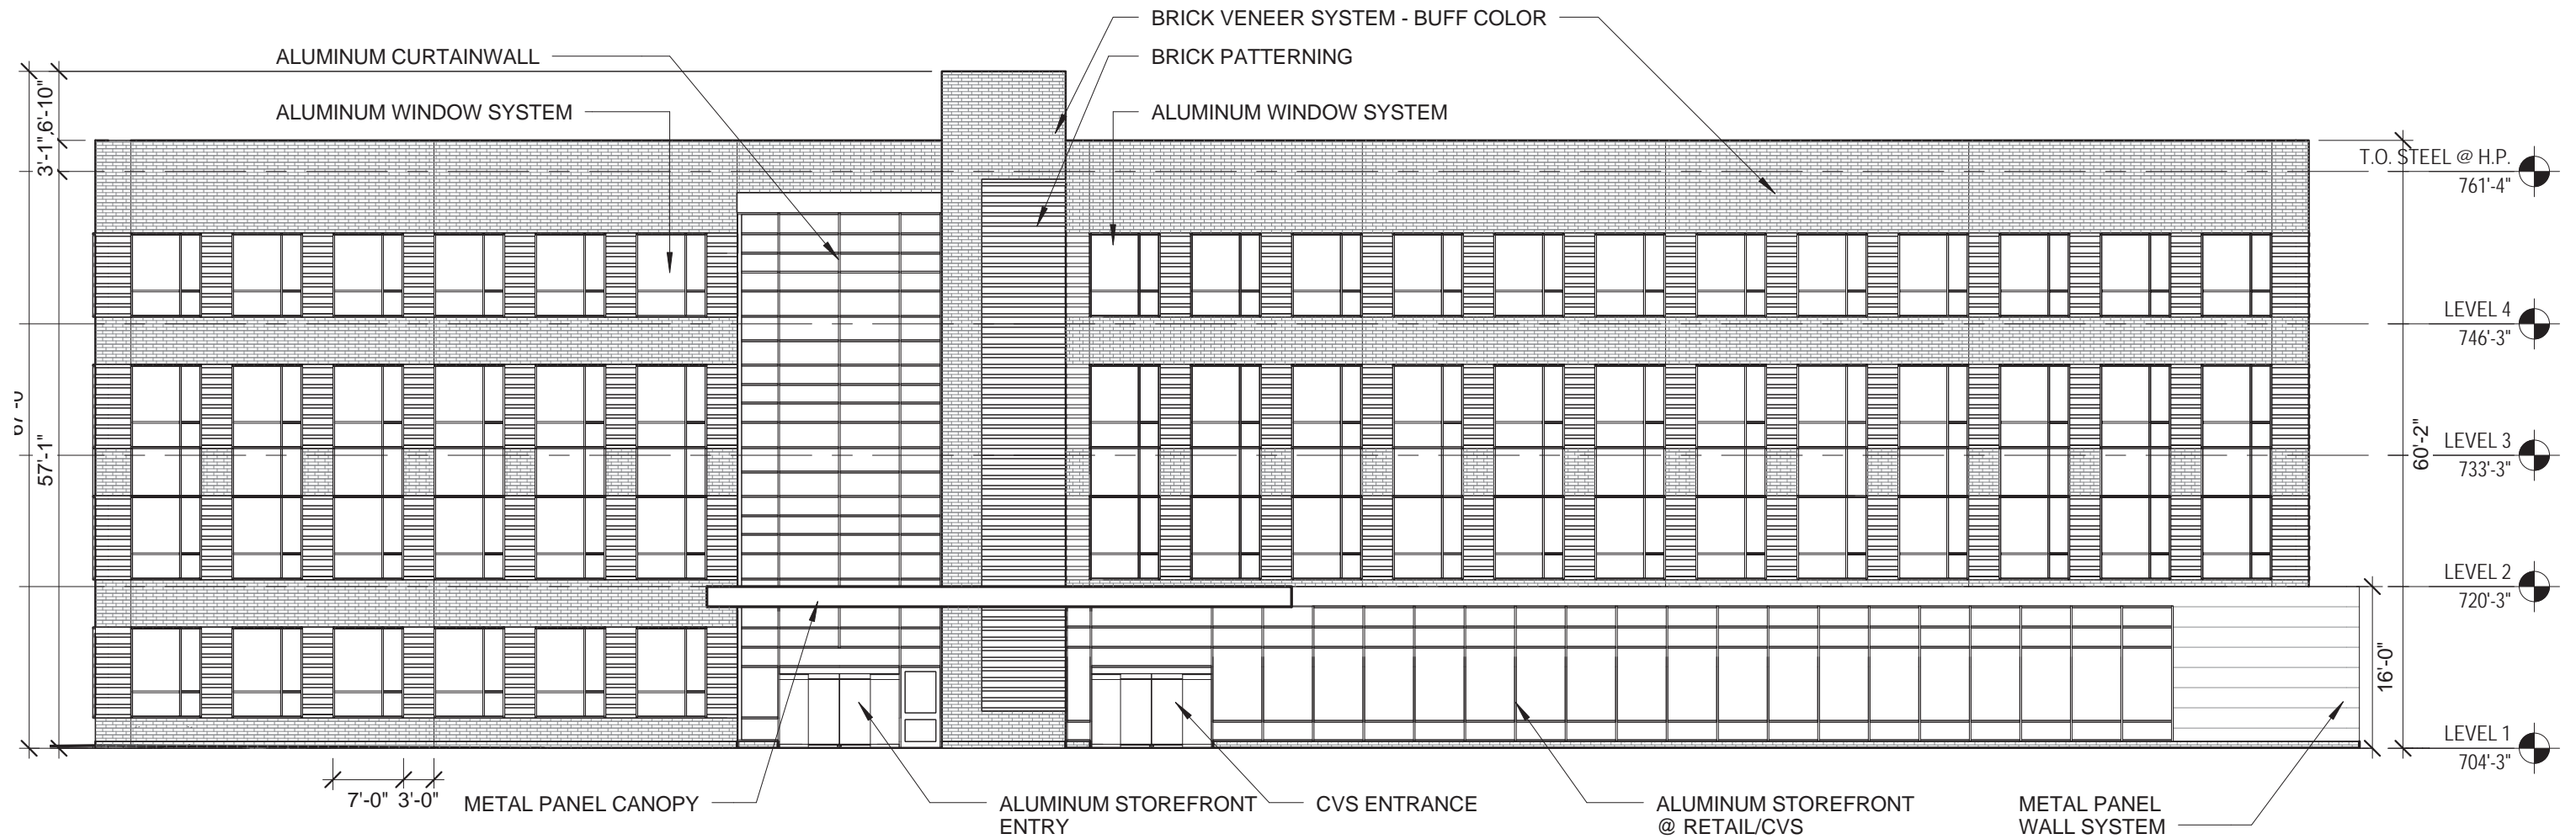 BRICK VENEER SYSTEM - BUFF COLOR
ALUMINUM CURTAINWALL
BRICK PATTERNING
ALUMINUM WINDOW SYSTEM
ALUMINUM WINDOW SYSTEM
6'-10"
3'-1"
57'-1"
T.O. STEEL @ H.P.
761'-4"
LEVEL 4
746'-3"
LEVEL 3
733'-3"
60'-2"
LEVEL 2
720'-3"
16'-0"
LEVEL 1
704'-3"
7'-0" 3'-0"
METAL PANEL CANOPY
ALUMINUM STOREFRONT
ENTRY
CVS ENTRANCE
ALUMINUM STOREFRONT
@ RETAIL/CVS
METAL PANEL
WALL SYSTEM